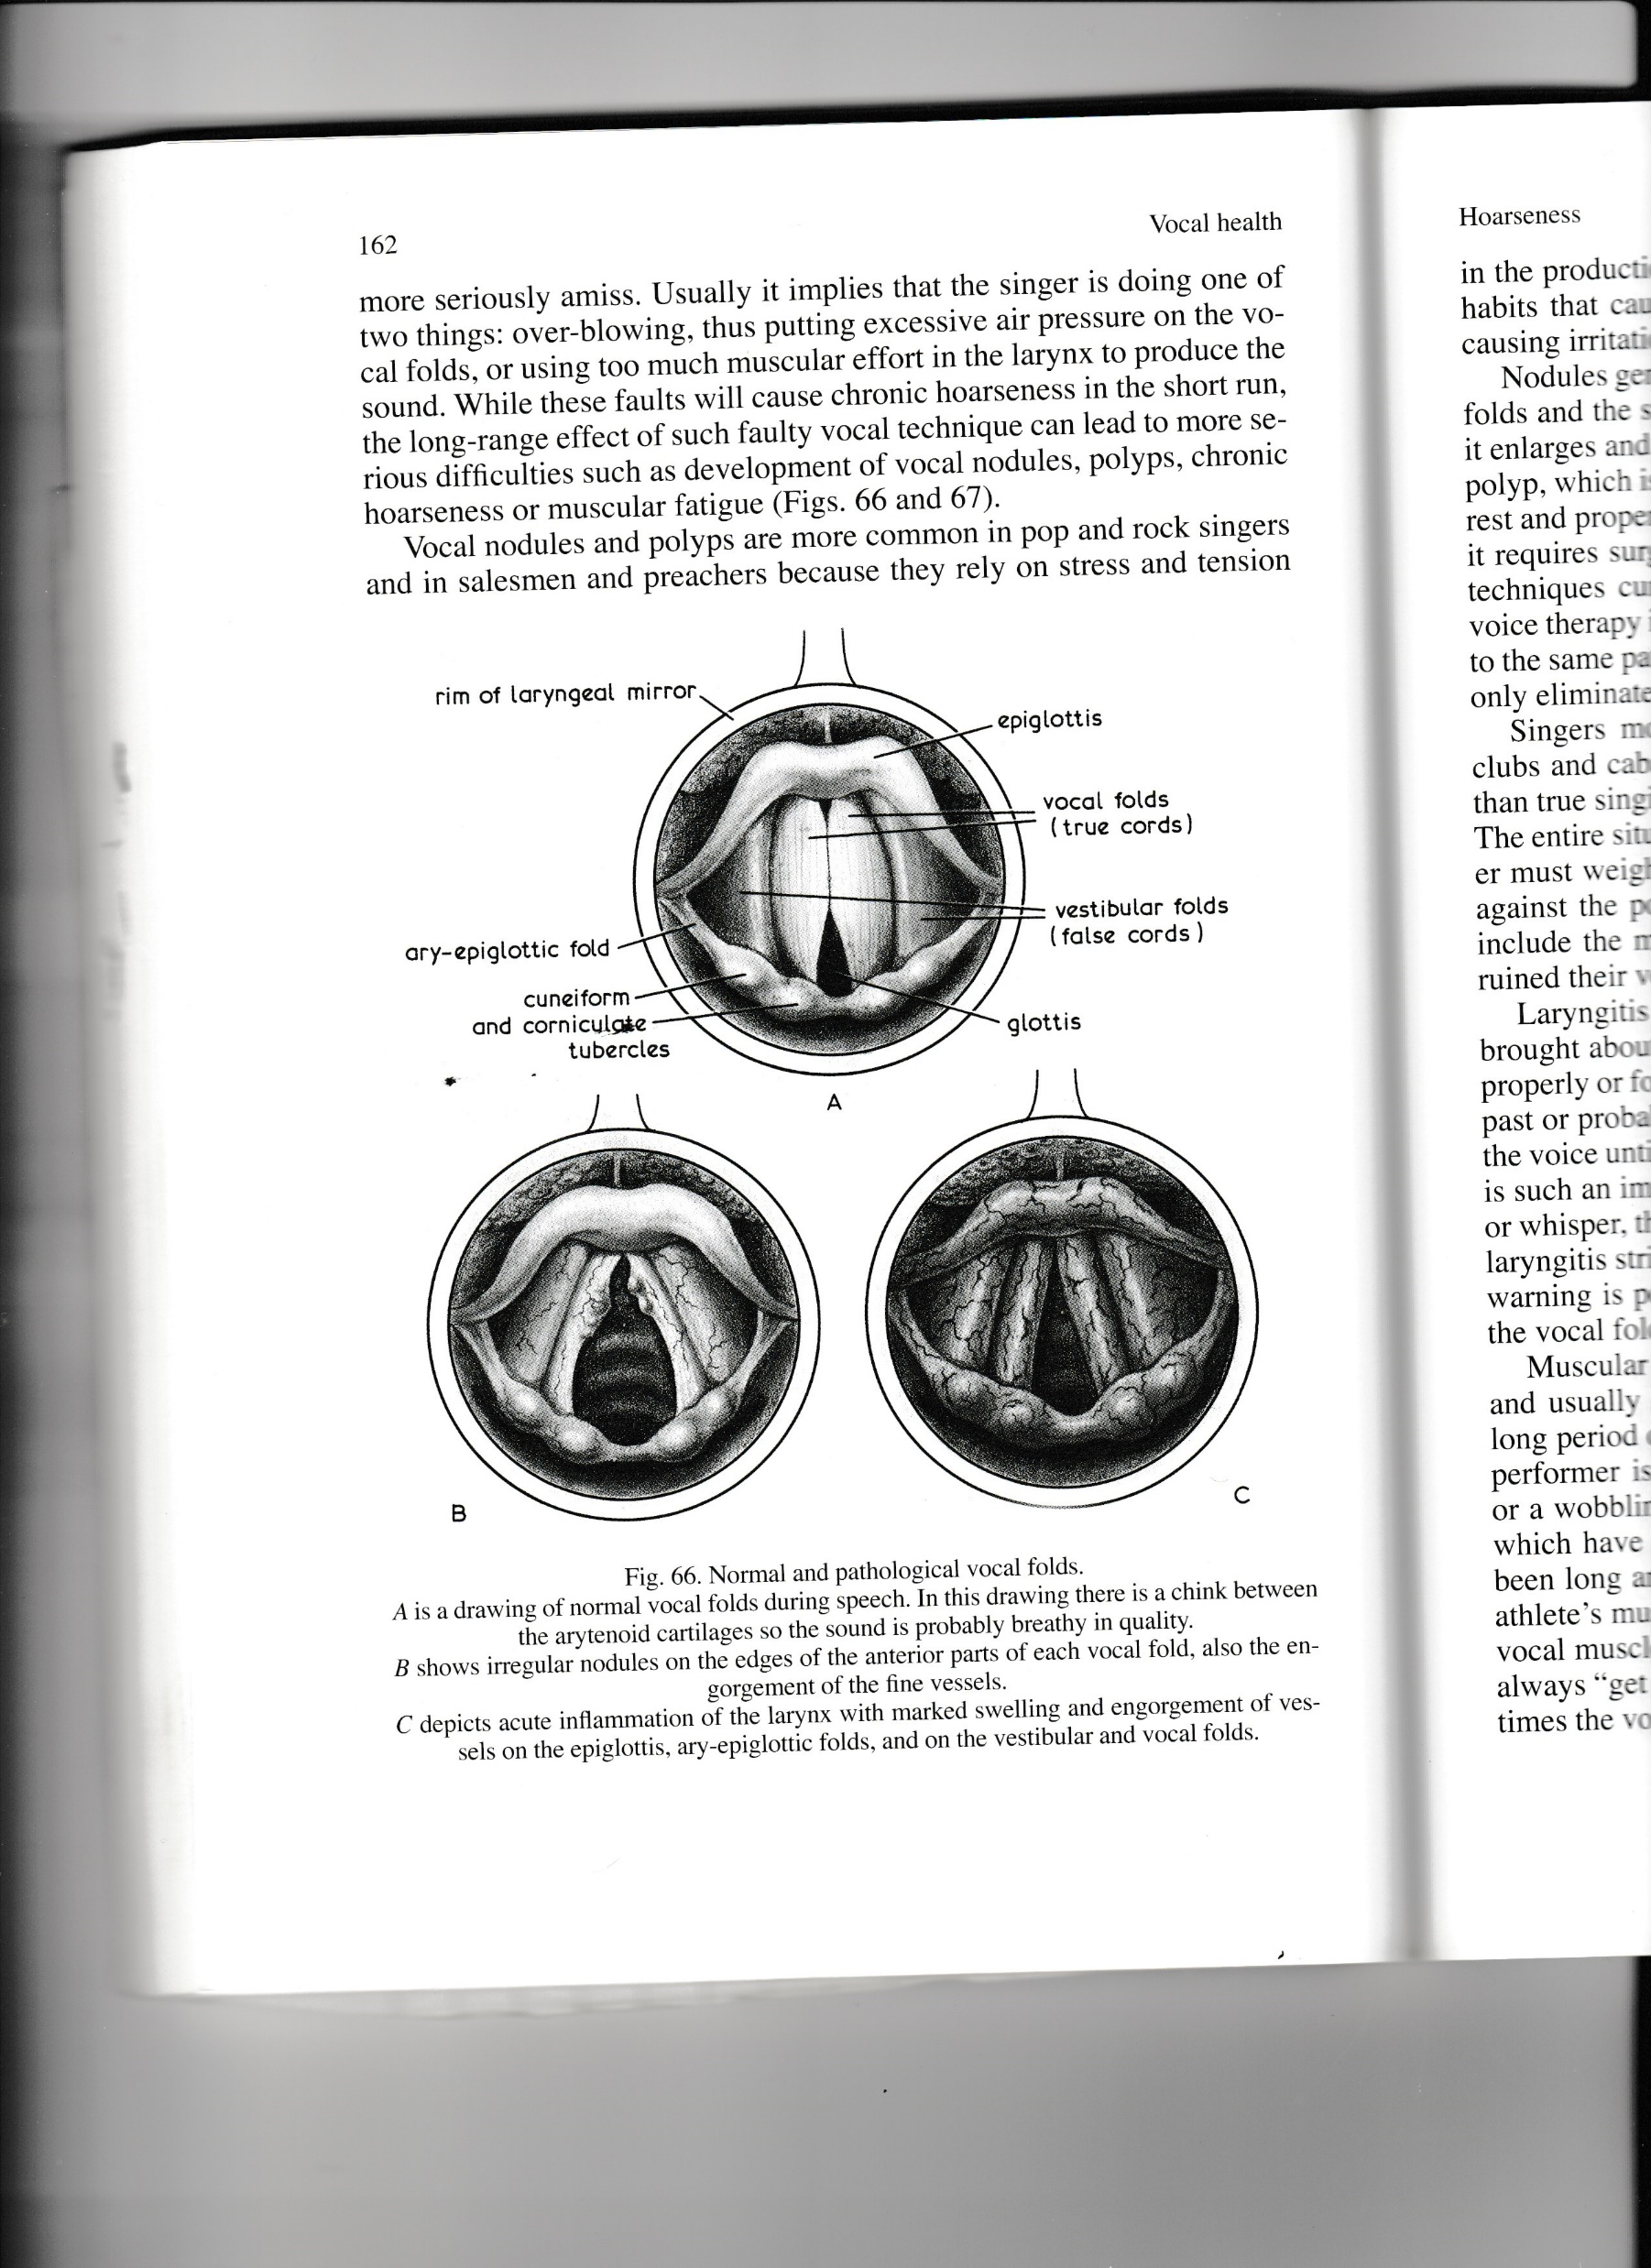 162
Vocal health
more seriously amiss. Usually it implies that the singer is doing one of
two things: over-blowing, thus putting excessive air pressure on the vo-
cal folds, or using too much muscular effort in the larynx to produce the
sound. While these faults will cause chronic hoarseness in the short run,
the long-range effect of such faulty vocal technique can lead to more se-
rious difficulties such as development of vocal nodules, polyps, chronic
hoarseness or muscular fatigue (Figs. 66 and 67).
Vocal nodules and polyps are more common in pop and rock singers
and in salesmen and preachers because they rely on stress and tension
rim of laryngeal mirror
epiglottis
vocal folds
(true cords)
vestibular folds
(false cords)
ary-epiglottic fold
cuneiform
and corniculate
tubercles
glottis
A
B
C
Fig. 66. Normal and pathological vocal folds.
A is a drawing of normal vocal folds during speech. In this drawing there is a chink between
the arytenoid cartilages so the sound is probably breathy in quality.
B shows irregular nodules on the edges of the anterior parts of each vocal fold, also the en-
gorgement of the fine vessels.
C depicts acute inflammation of the larynx with marked swelling and engorgement of ves-
sels on the epiglottis, ary-epiglottic folds, and on the vestibular and vocal folds.
Hoarseness
in the
habits that
causing
Nodules
folds and the
it enlarges and
polyp, which
rest and
it requires
techniques
voice therapy
to the same
only
Singers
clubs and
than true
The entire
er must
against the
include the
ruined their
Laryngitis
brought
properly or
past or
the voice
is such an
or whisper,
laryngitis
warning is
the vocal
Muscular
and usually
long period
performer is
or a
which have
been long
athlete's
vocal
always "get
times the